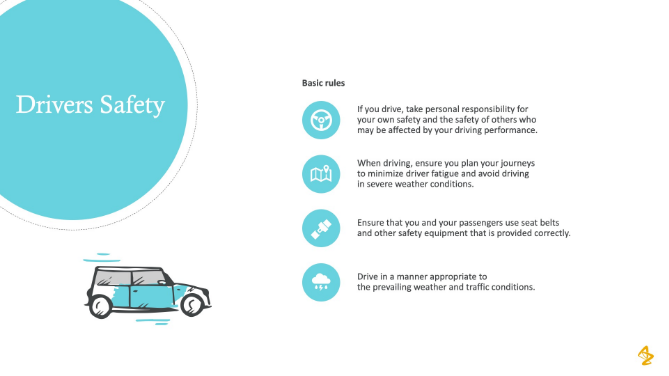 Drivers Safety
Basic rules
If you drive, take personal responsibility for
your own safety and the safety of others who
may be affected by your driving performance.
When driving, ensure you plan your journeys
to minimize driver fatigue and avoid driving
in severe weather conditions.
Ensure that you and your passengers use seat belts
and other safety equipment that is provided correctly.
Drive in a manner appropriate to
the prevailing weather and traffic conditions.